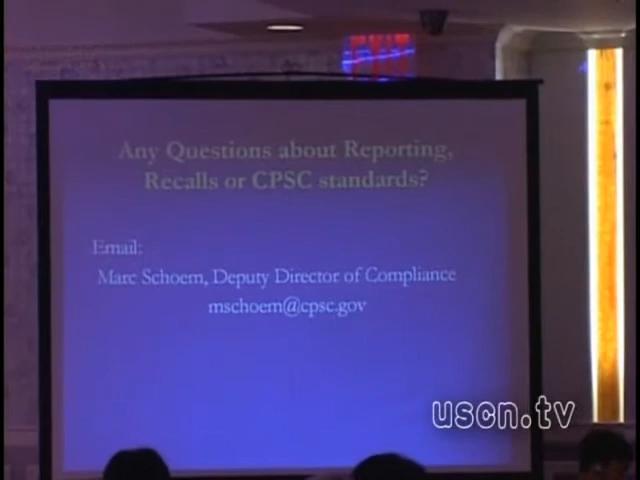 EXIT
Any Questions about Reporting,
Recalls or CPSC standards?
Email:
Marc Schoem, Deputy Director of Compliance
mschoem@cpsc.gov
uscn.tv